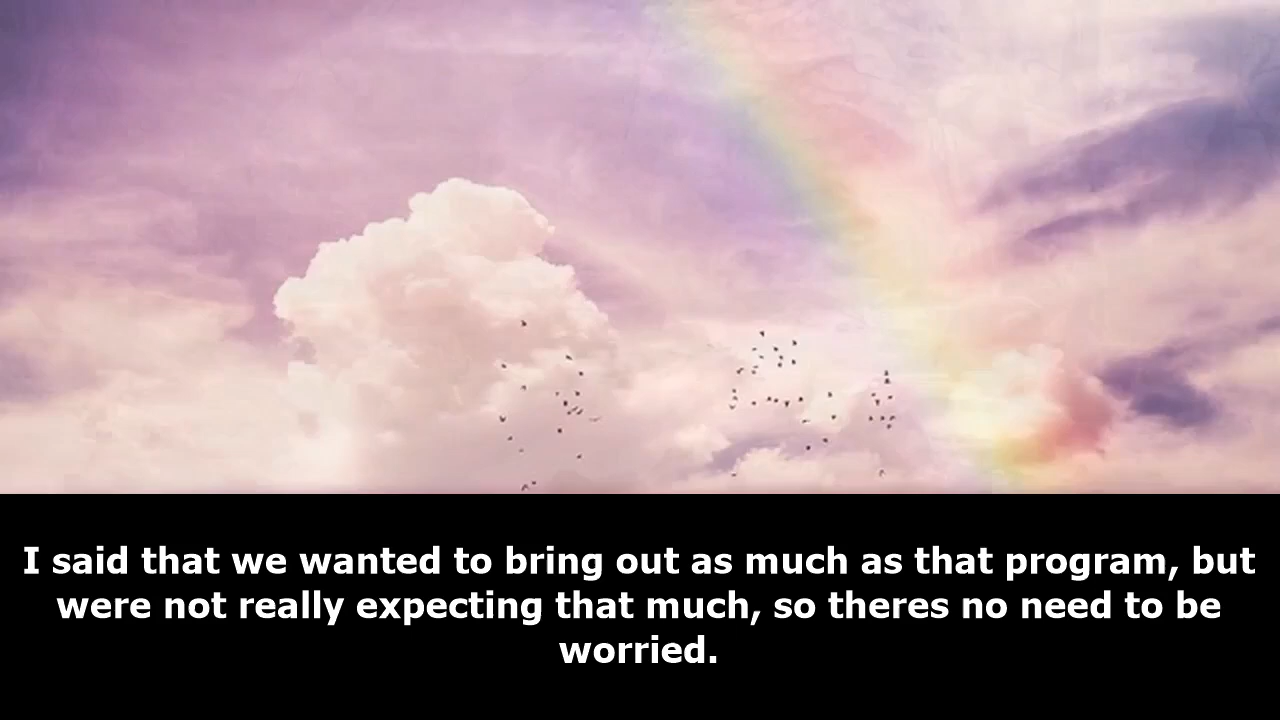 I said that we wanted to bring out as much as that program, but
were not really expecting that much, so theres no need to be
worried.